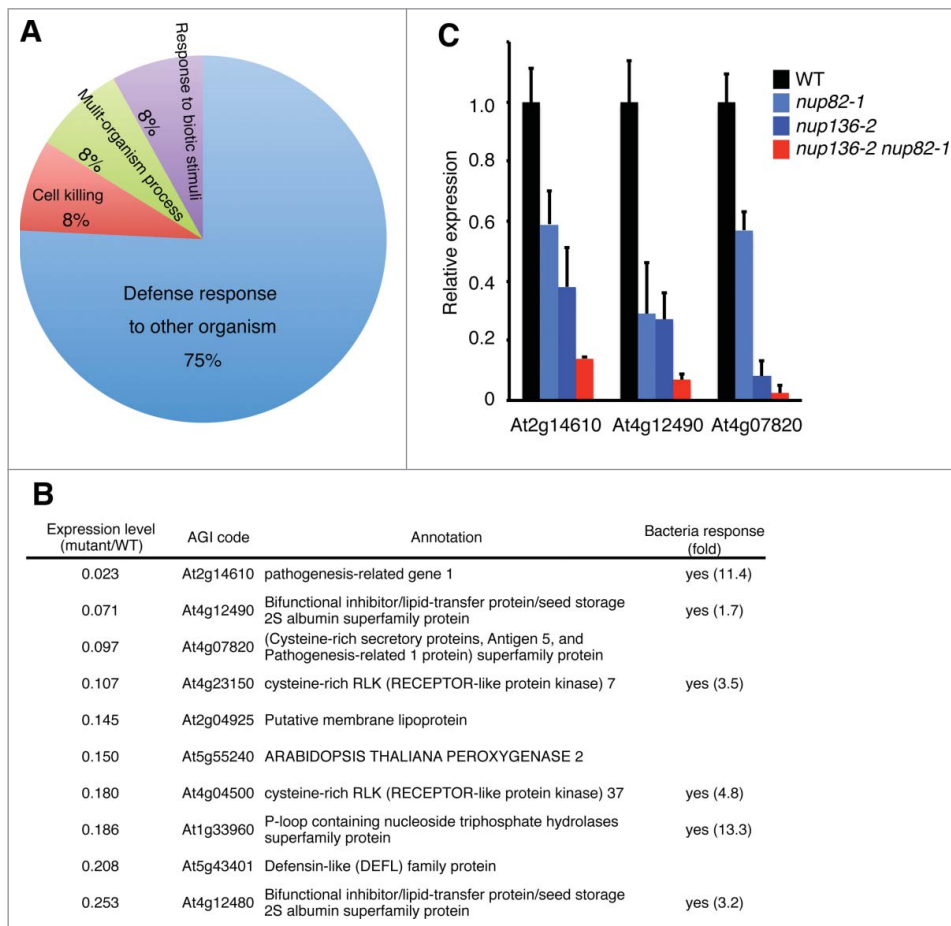 A
Response to biotic stimuli
8%
Mulit-organism process
8%
Cell killing
8%
Defense response
to other organism
75%
C
Relative expression
1.0
0.8
0.6
0.4
0.2
0
At2g14610 At4g12490 At4g07820
WT
nup82-1
nup136-2
nup136-2 nup82-1
B
Expression level
(mutant/WT)
AGI code
Annotation
Bacteria response
(fold)
0.023 At2g14610 pathogenesis-related gene 1 yes (11.4)
0.071 At4g12490 Bifunctional inhibitor/lipid-transfer protein/seed storage
2S albumin superfamily protein yes (1.7)
0.097 At4g07820 (Cysteine-rich secretory proteins, Antigen 5, and
Pathogenesis-related 1 protein) superfamily protein
0.107 At4g23150 cysteine-rich RLK (RECEPTOR-like protein kinase) 7 yes (3.5)
0.145 At2g04925 Putative membrane lipoprotein
0.150 At5g55240 ARABIDOPSIS THALIANA PEROXYGENASE 2
0.180 At4g04500 cysteine-rich RLK (RECEPTOR-like protein kinase) 37 yes (4.8)
0.186 At1g33960 P-loop containing nucleoside triphosphate hydrolases
superfamily protein yes (13.3)
0.208 At5g43401 Defensin-like (DEFL) family protein
0.253 At4g12480 Bifunctional inhibitor/lipid-transfer protein/seed storage
2S albumin superfamily protein yes (3.2)